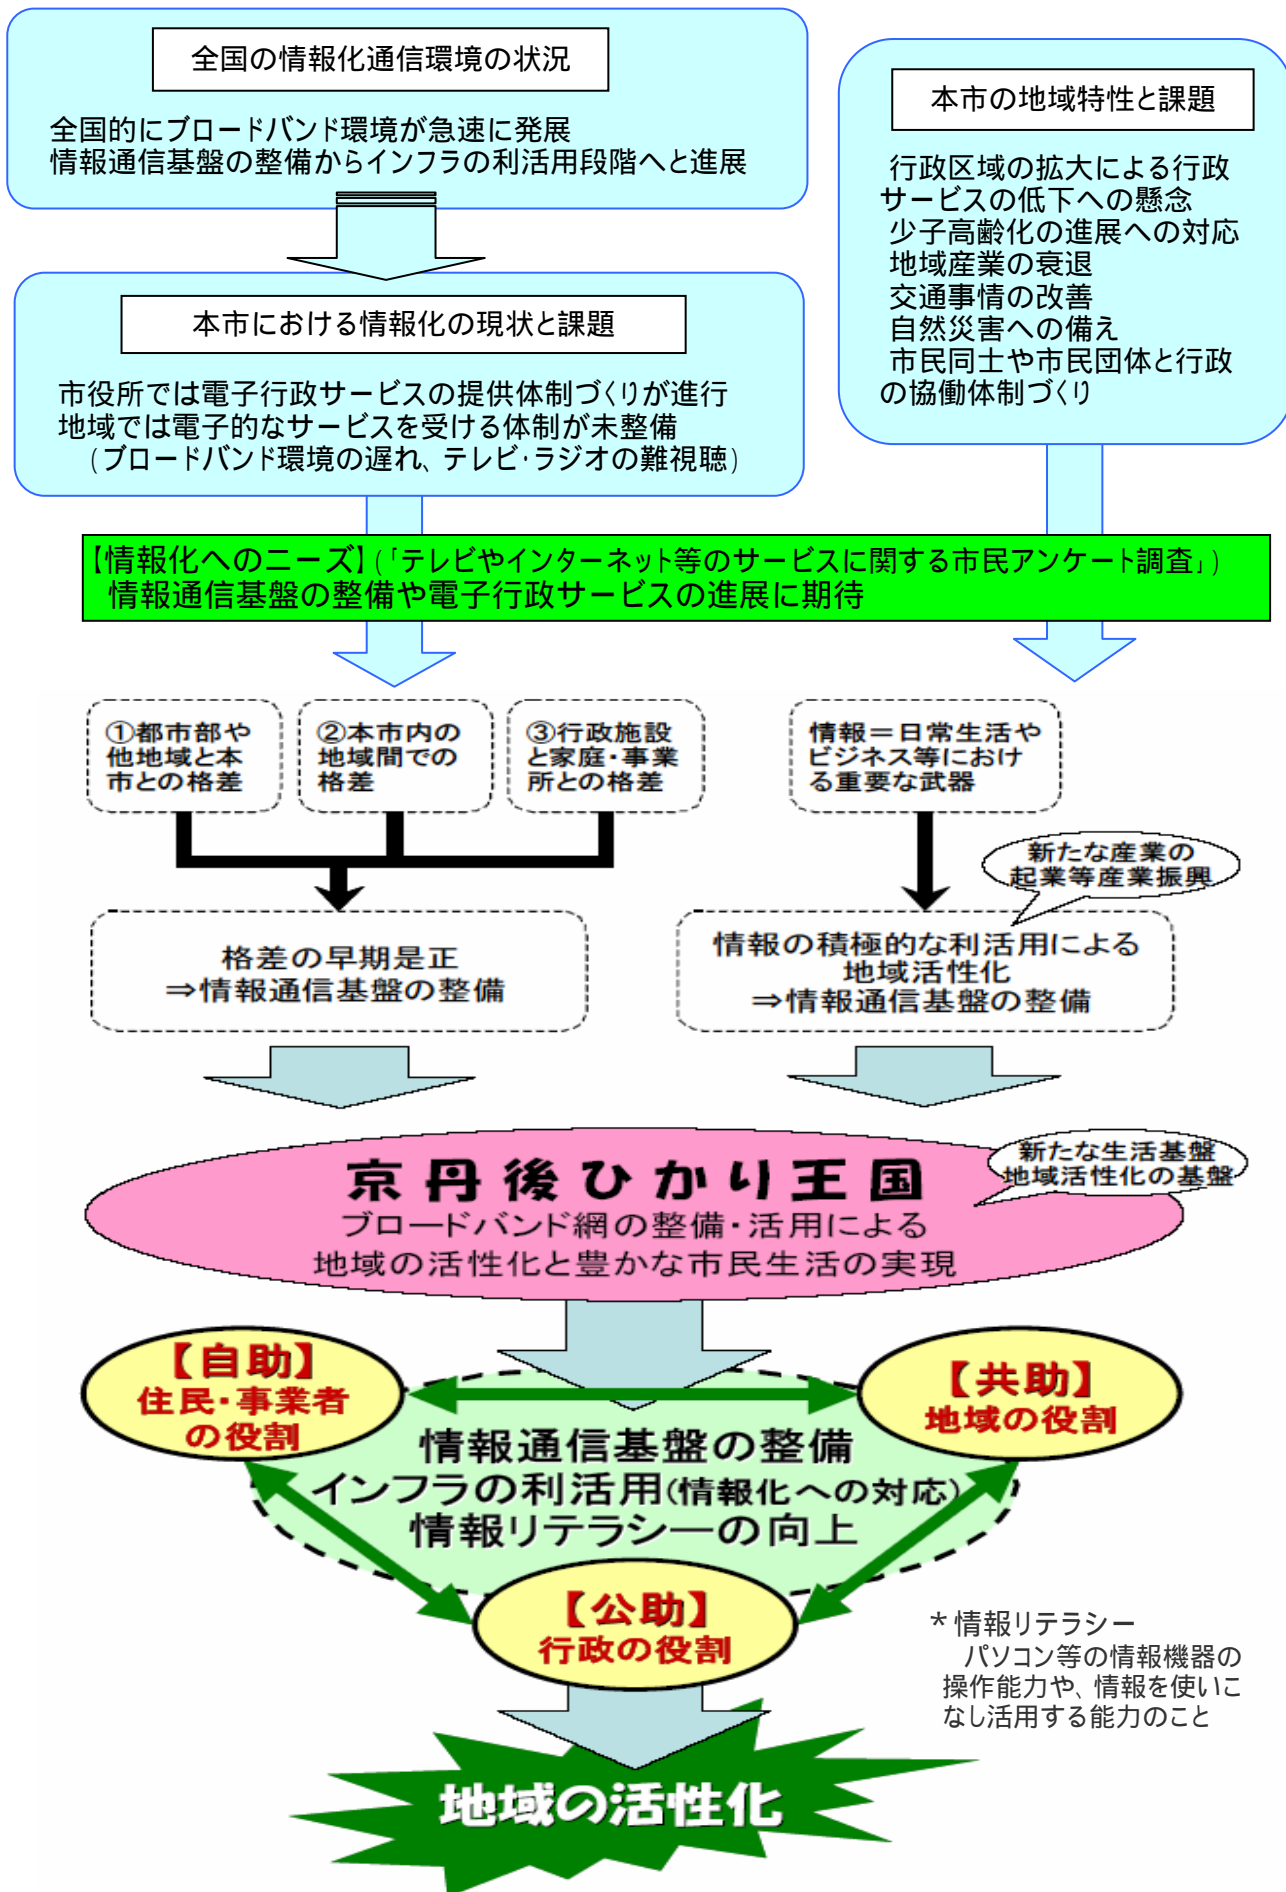 全国の情報化通信環境の状況
全国的にブロードバンド環境が急速に発展
情報通信基盤の整備からインフラの利活用段階へと進展
本市の地域特性と課題
行政区域の拡大による行政
サービスの低下への懸念
少子高齢化の進展への対応
地域産業の衰退
交通事情の改善
自然災害への備え
市民同士や市民団体と行政
の協働体制づくり
本市における情報化の現状と課題
市役所では電子行政サービスの提供体制づくりが進行
地域では電子的なサービスを受ける体制が未整備
（ブロードバンド環境の遅れ、テレビ・ラジオの難視聴）
【情報化へのニーズ】（「テレビやインターネット等のサービスに関する市民アンケート調査」）
情報通信基盤の整備や電子行政サービスの進展に期待
①都市部や
他地域と本
市との格差
②本市内の
地域間での
格差
③行政施設
と家庭・事業
所との格差
情報＝日常生活や
ビジネス等におけ
る重要な武器
新たな産業の
起業等産業振興
格差の早期是正
⇒情報通信基盤の整備
情報の積極的な利活用による
地域活性化
⇒情報通信基盤の整備
京丹後ひかり王国
ブロードバンド網の整備・活用による
地域の活性化と豊かな市民生活の実現
新たな生活基盤
地域活性化の基盤
【自助】
住民・事業者
の役割
【共助】
地域の役割
情報通信基盤の整備
インフラの利活用(情報化への対応)
情報リテラシーの向上
【公助】
行政の役割
＊情報リテラシー
パソコン等の情報機器の
操作能力や、情報を使いこ
なし活用する能力のこと
地域の活性化